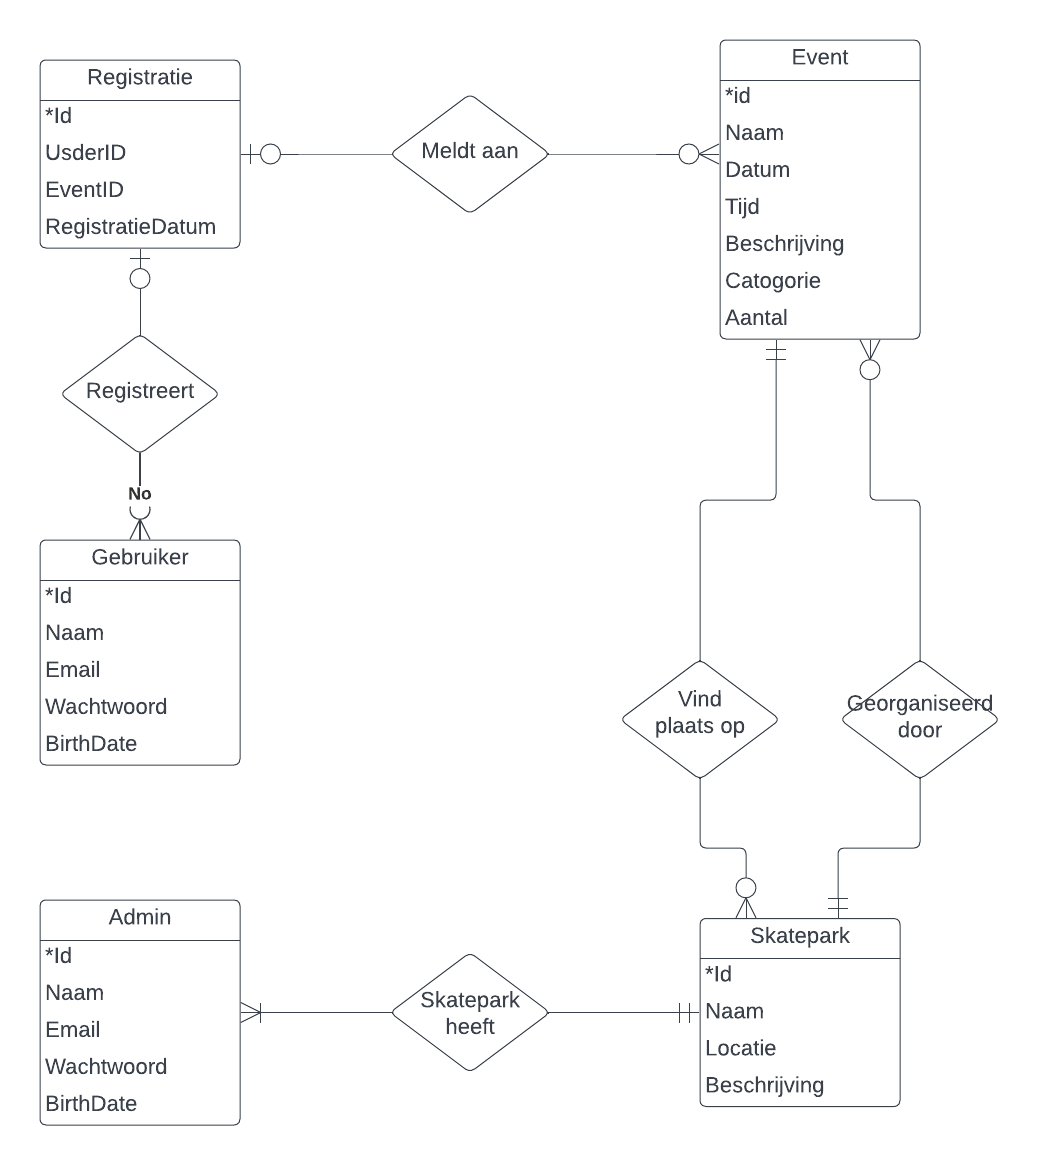 Registratie
*Id
UsderID
EventID
RegistratieDatum
Meldt aan
Event
*id
Naam
Datum
Tijd
Beschrijving
Catogorie
Aantal
Registreert
No
Gebruiker
*Id
Naam
Email
Wachtwoord
BirthDate
Vind
plaats op
Georganiseerd
door
Admin
*Id
Naam
Email
Wachtwoord
BirthDate
Skatepark
heeft
Skatepark
*Id
Naam
Locatie
Beschrijving